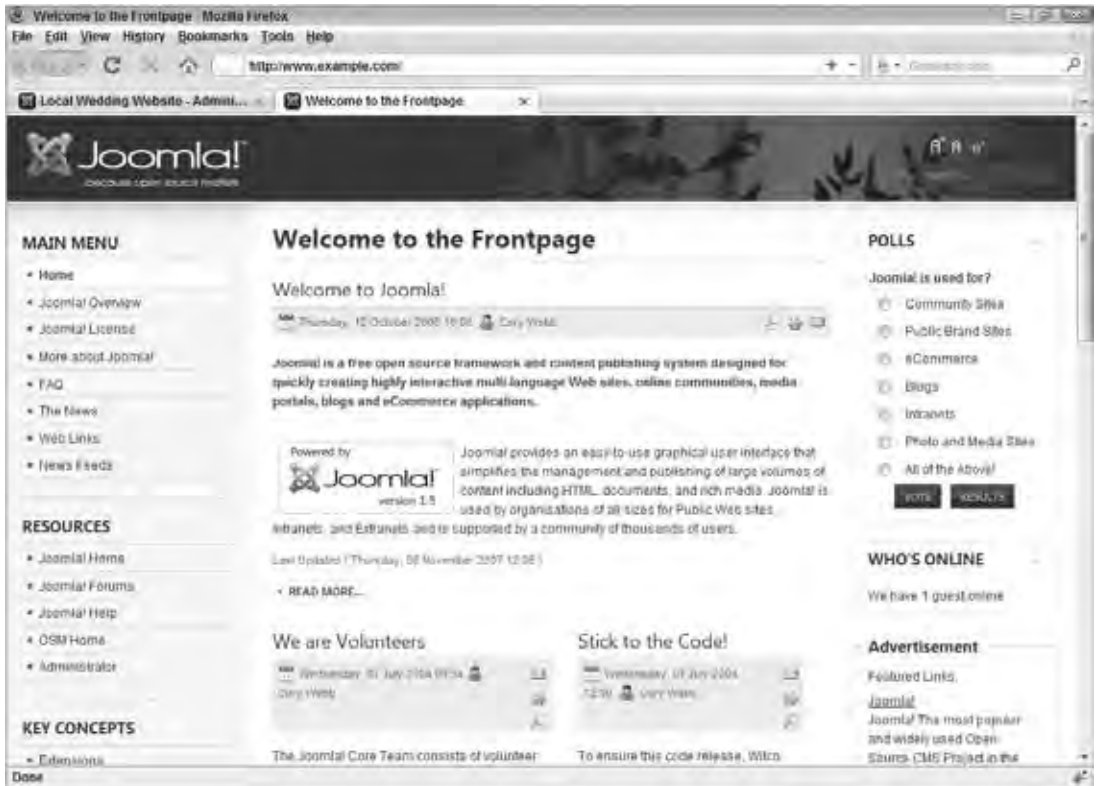 Welcome to the Frontpage - Mozilla Firefox
File Edit View History Bookmarks Tools Help
http://www.example.com/
Local Wedding Website - Admini...
Welcome to the Frontpage
Joomla!
because open source matters
MAIN MENU
Home
Joomla! Overview
Joomla! License
More about Joomla!
FAQ
The News
Web Links
News Feeds
RESOURCES
Joomla! Home
Joomla! Forums
Joomla! Help
OSM Home
Administrator
KEY CONCEPTS
Extensions
Welcome to the Frontpage
Welcome to Joomla!
Thursday, 12 October 2006 Cory Webb
Joomla! is a free open source framework and content publishing system designed for
quickly creating highly interactive multi-language Web sites, online communities, media
portals, blogs and eCommerce applications.
Powered by
Joomla!
version 1.5
Joomla! provides an easy-to-use graphical user interface that
simplifies the management and publishing of large volumes of
content including HTML, documents, and rich media. Joomla! is
used by organisations of all sizes for Public Web sites,
Intranets, and Extranets and is supported by a community of thousands of users.
Last Updated ( Thursday, November 2007 )
READ MORE...
We are Volunteers
Wednesday, July 2004
Cory Webb
The Joomla! Core Team consists of volunteer
Stick to the Code!
Wednesday, July 2004
Cory Webb
To ensure this code release, Wilco
POLLS
Joomla! is used for?
Community Sites
Public Brand Sites
eCommerce
Blogs
Intranets
Photo and Media Sites
All of the Above!
VOTE RESULTS
WHO'S ONLINE
We have 1 guest online
Advertisement
Featured Links:
Joomla!
Joomla! The most popular
and widely used Open
Source CMS Project in the
Done